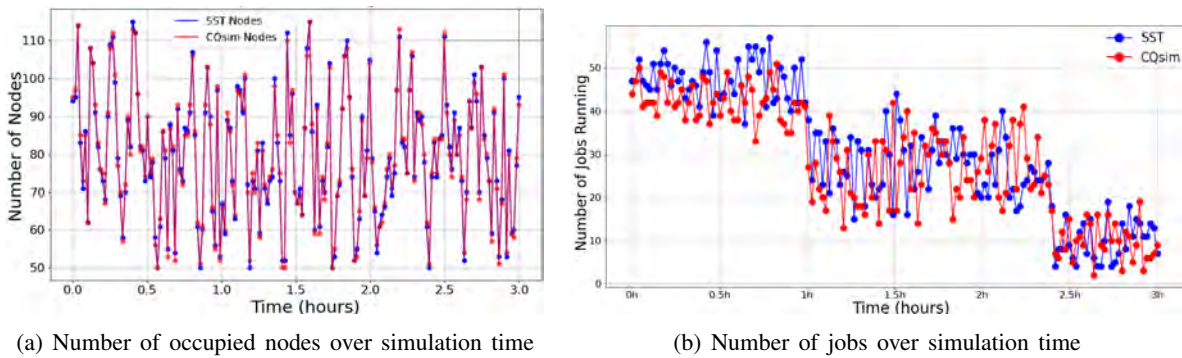 SST Nodes
CQsim Nodes
Number of Nodes
110
100
90
80
70
60
50
0.0 0.5 1.0 1.5 2.0 2.5 3.0
Time (hours)
(a) Number of occupied nodes over simulation time
SST
CQsim
Number of Jobs Running
50
40
30
20
10
0
0h 0.5h 1h 1.5h 2h 2.5h 3h
Time (hours)
(b) Number of jobs over simulation time